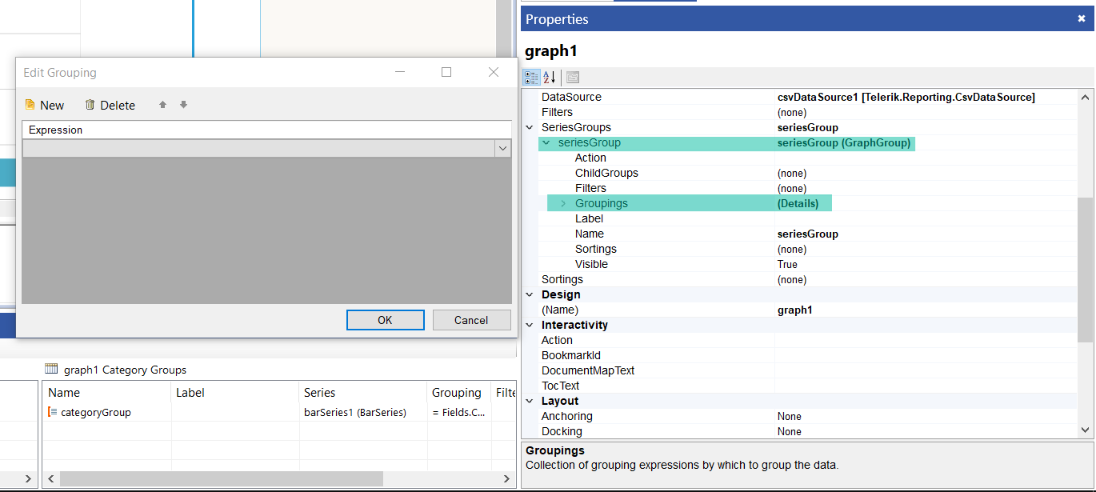 Edit Grouping
New Delete
Expression
OK Cancel
graph1 Category Groups
Name Label Series Grouping Filte
categoryGroup barSeries1 (BarSeries) = Fields.C...
Properties
graph1
DataSource csvDataSource1 [Telerik.Reporting.CsvDataSource]
Filters (none)
SeriesGroups seriesGroup
seriesGroup seriesGroup (GraphGroup)
Action
ChildGroups (none)
Filters (none)
Groupings (Details)
Label
Name seriesGroup
Sortings (none)
Visible True
Sortings (none)
Design
(Name) graph1
Interactivity
Action
BookmarkId
DocumentMapText
TocText
Layout
Anchoring None
Docking None
Groupings
Collection of grouping expressions by which to group the data.